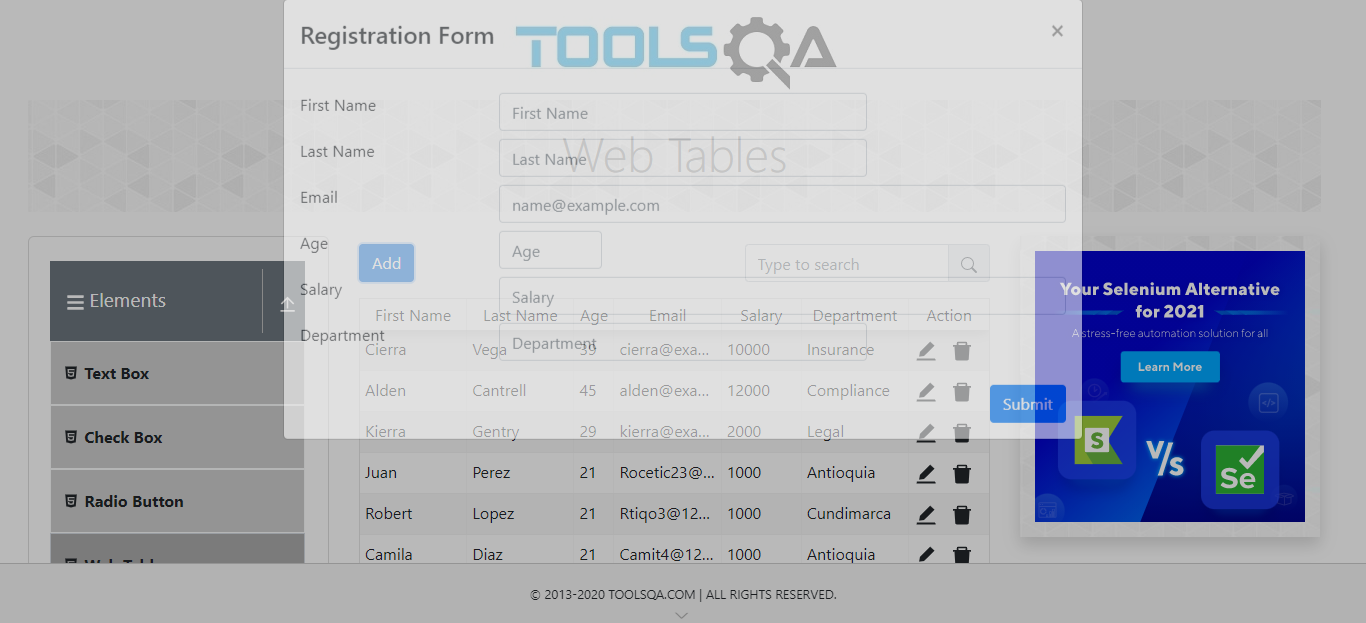 Registration Form
TOOLSQA
×
First Name
First Name
Web Tables
Last Name
Last Name
Email
name@example.com
Age
Age
Salary
Salary
Department
Department
Submit
Elements
Text Box
Check Box
Radio Button
Add
Type to search
First Name Last Name Age Email Salary Department Action
Cierra Vega 39 cierra@exa... 10000 Insurance
Alden Cantrell 45 alden@exa... 12000 Compliance
Kierra Gentry 29 kierra@exa... 2000 Legal
Juan Perez 21 Rocetic23@... 1000 Antioquia
Robert Lopez 21 Rtiqo3@12... 1000 Cundimarca
Camila Diaz 21 Camit4@12... 1000 Antioquia
Your Selenium Alternative
for 2021
A stress-free automation solution for all
Learn More
S
V/s
Se
</>
© 2013-2020 TOOLSQA.COM | ALL RIGHTS RESERVED.